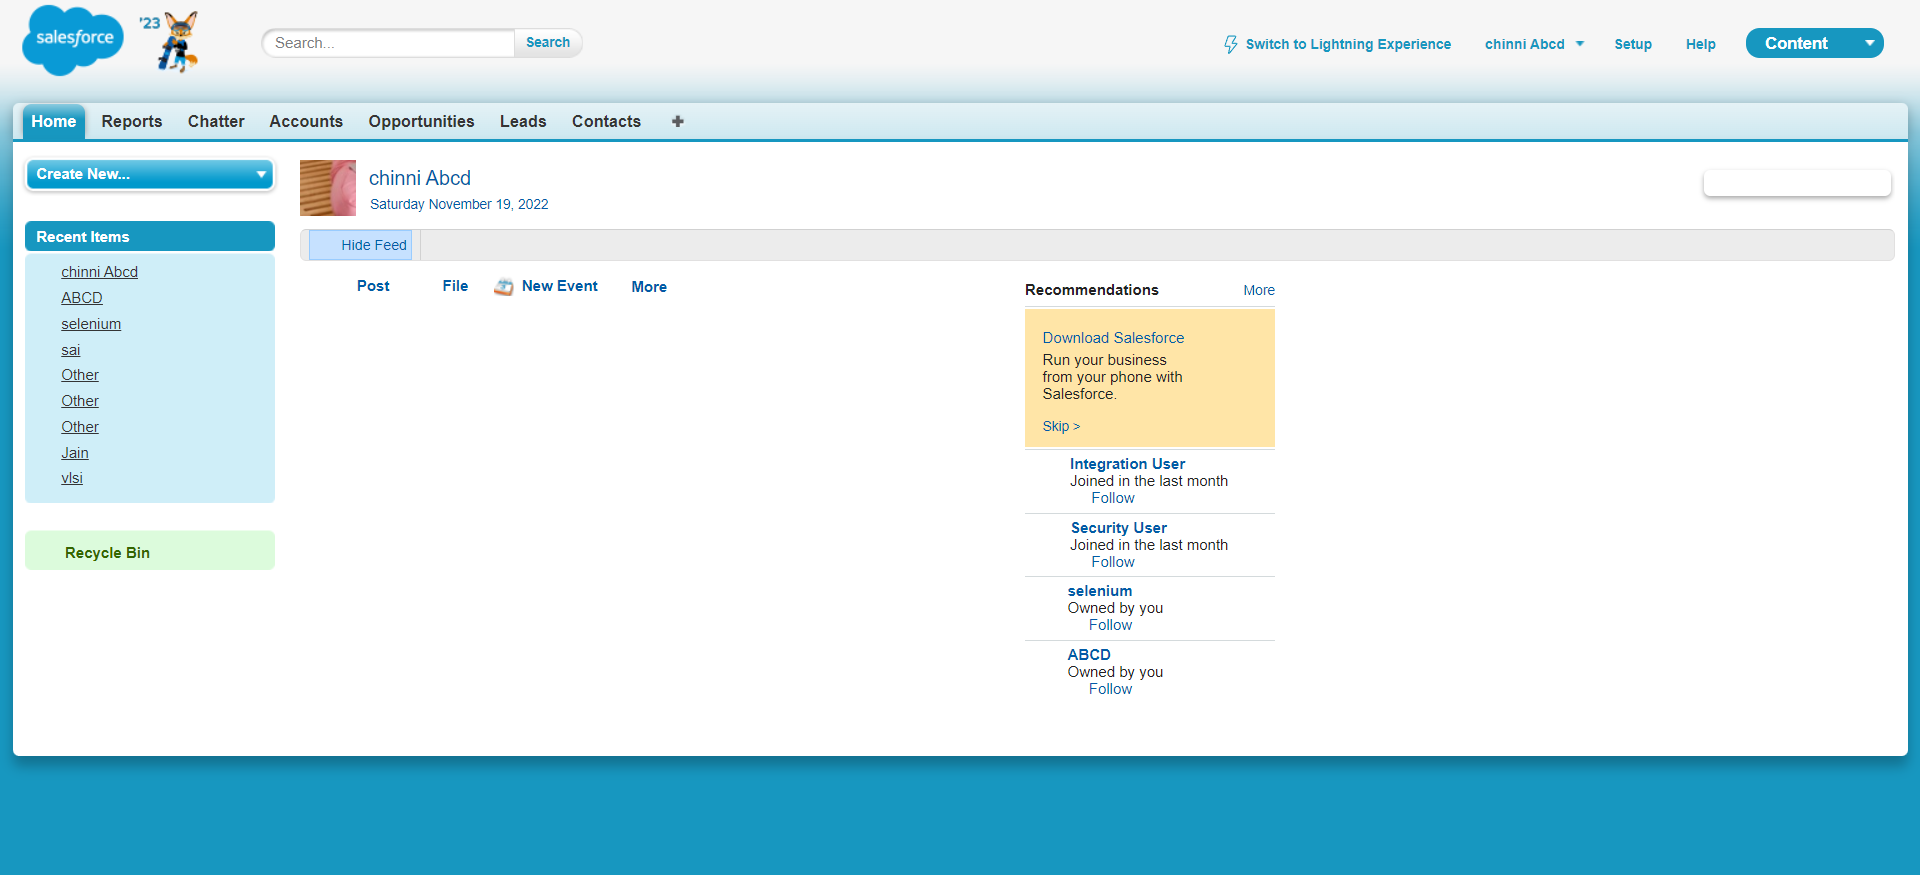 salesforce
'23
Search...
Search
Switch to Lightning Experience
chinni Abcd
Setup
Help
Content
Home
Reports
Chatter
Accounts
Opportunities
Leads
Contacts
Create New...
chinni Abcd
Saturday November 19, 2022
Recent Items
chinni Abcd
ABCD
selenium
sai
Other
Other
Other
Jain
vlsi
Recycle Bin
Hide Feed
Post
File
New Event
More
Recommendations
More
Download Salesforce
Run your business
from your phone with
Salesforce.
Skip >
Integration User
Joined in the last month
Follow
Security User
Joined in the last month
Follow
selenium
Owned by you
Follow
ABCD
Owned by you
Follow